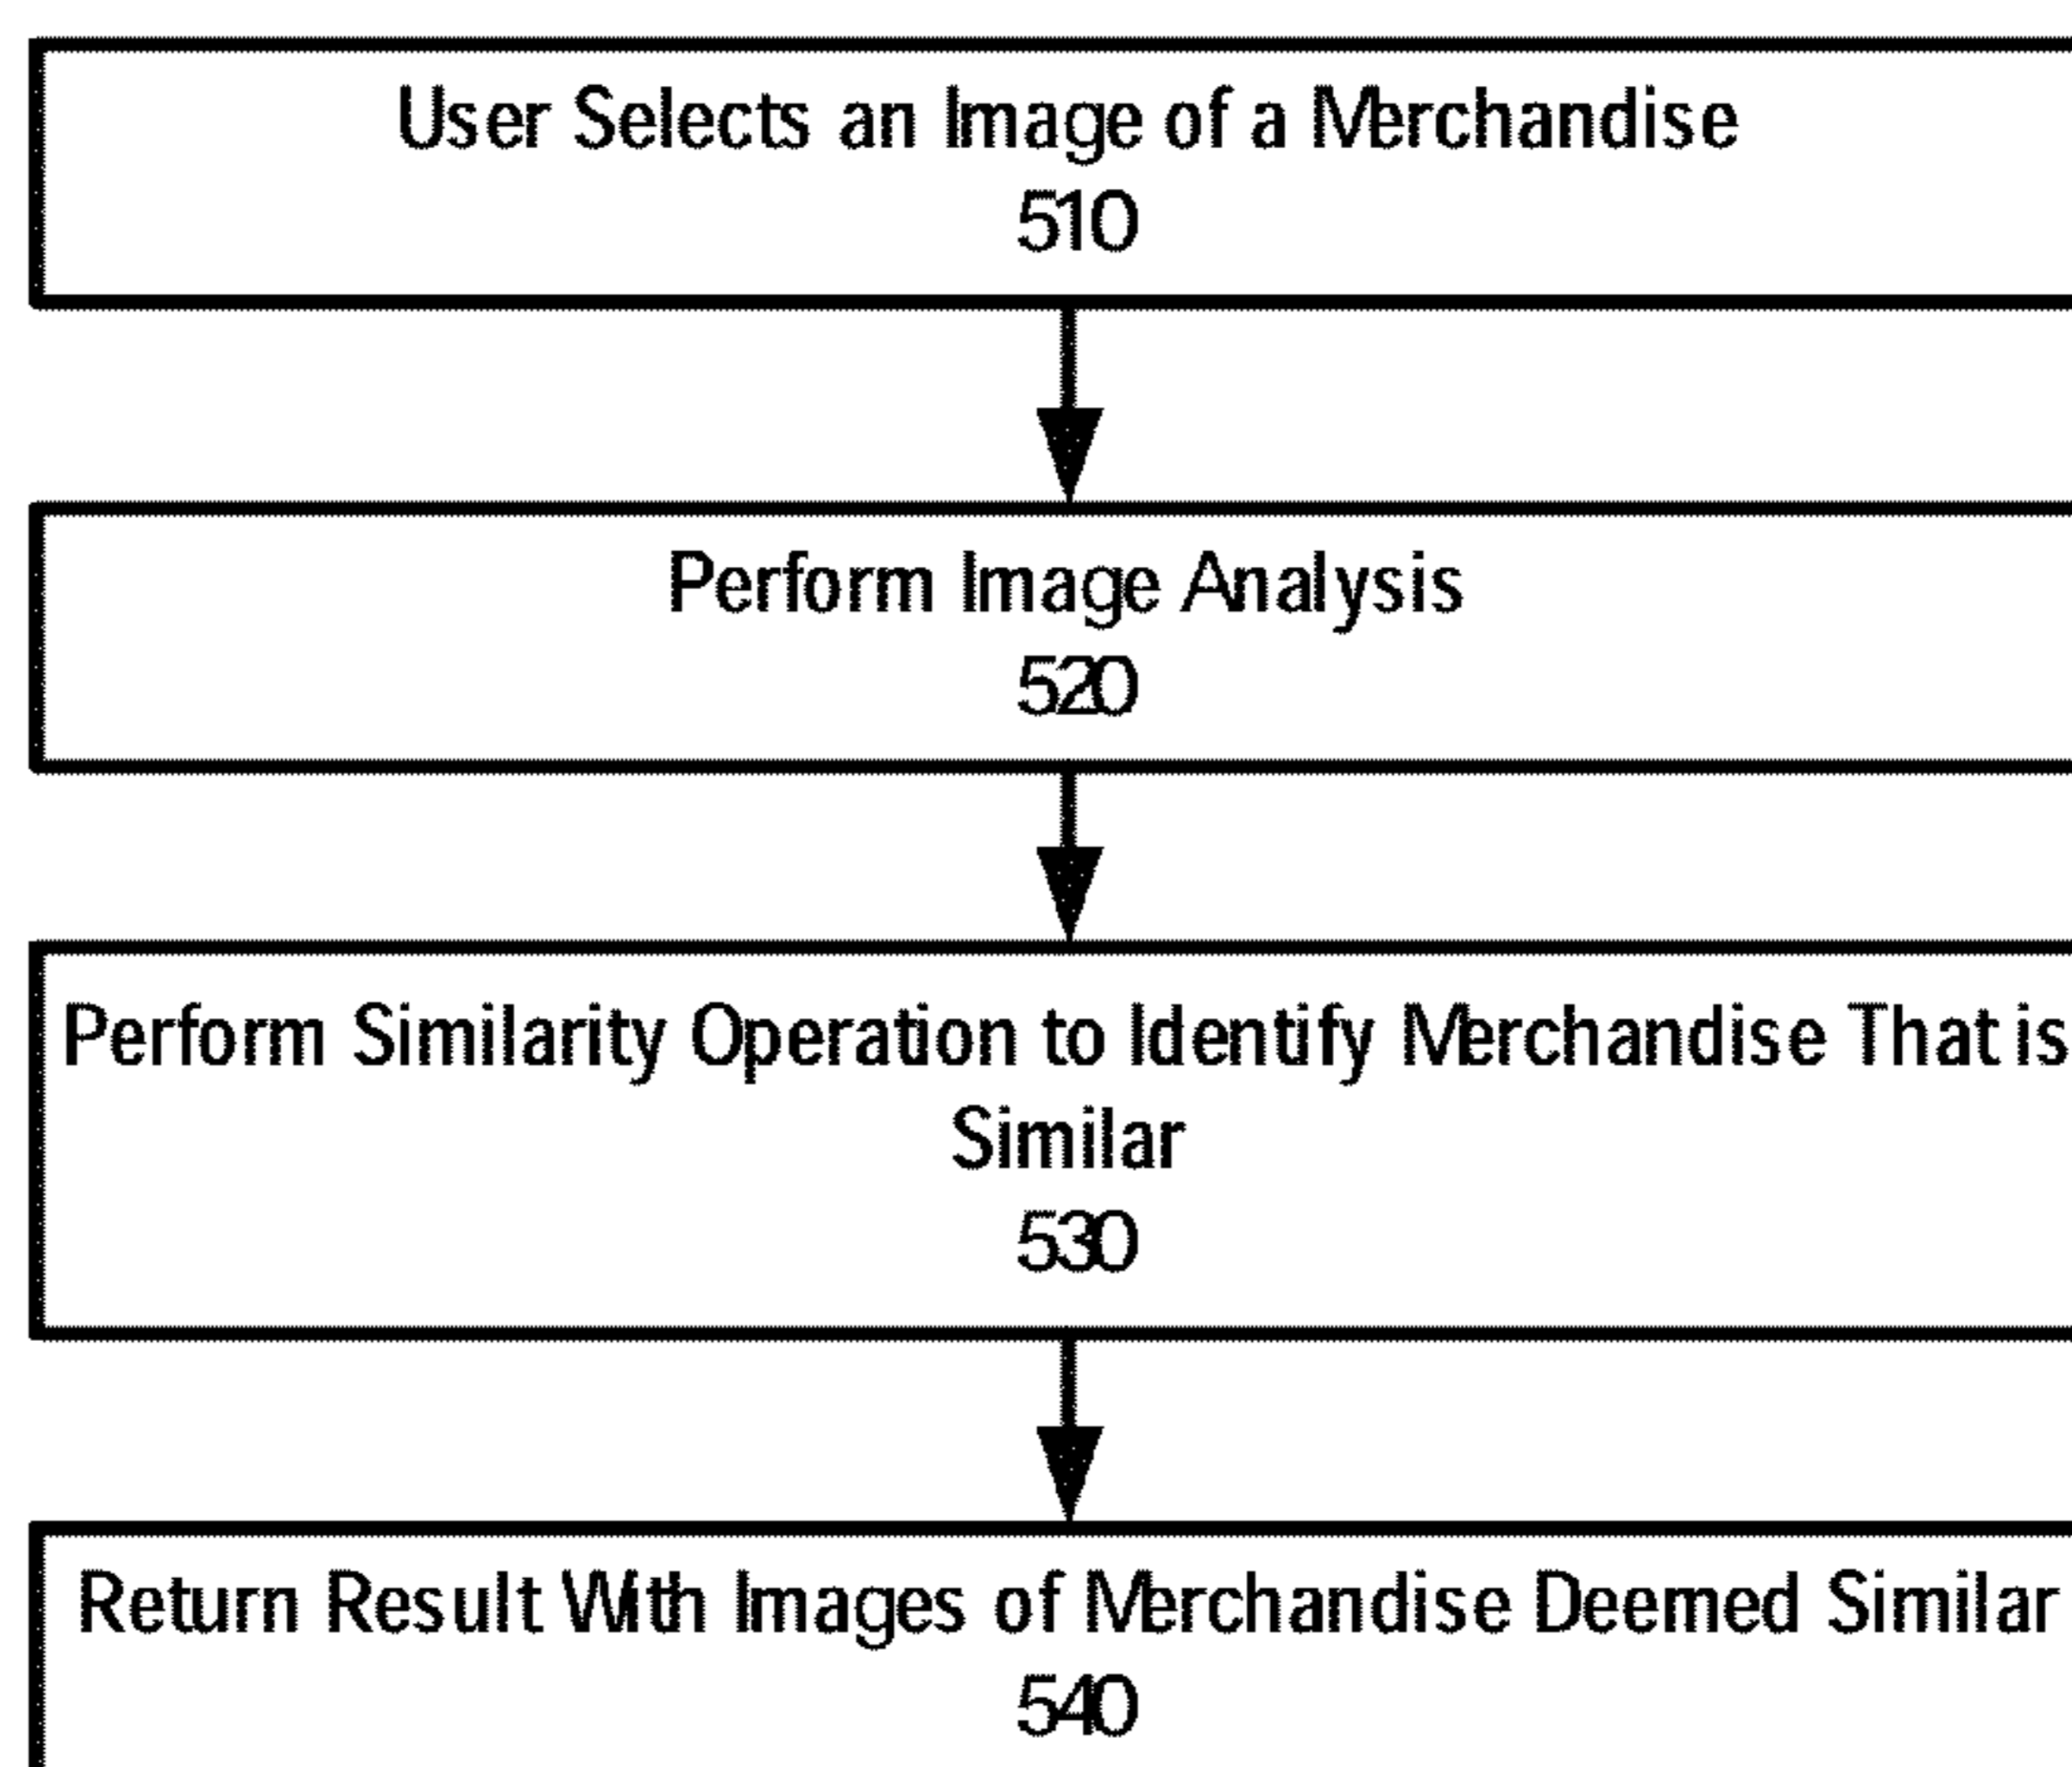 User Selects an Image of a Merchandise
510
Perform Image Analysis
520
Perform Similarity Operation to Identify Merchandise That is
Similar
530
Return Result With Images of Merchandise Deemed Similar
540